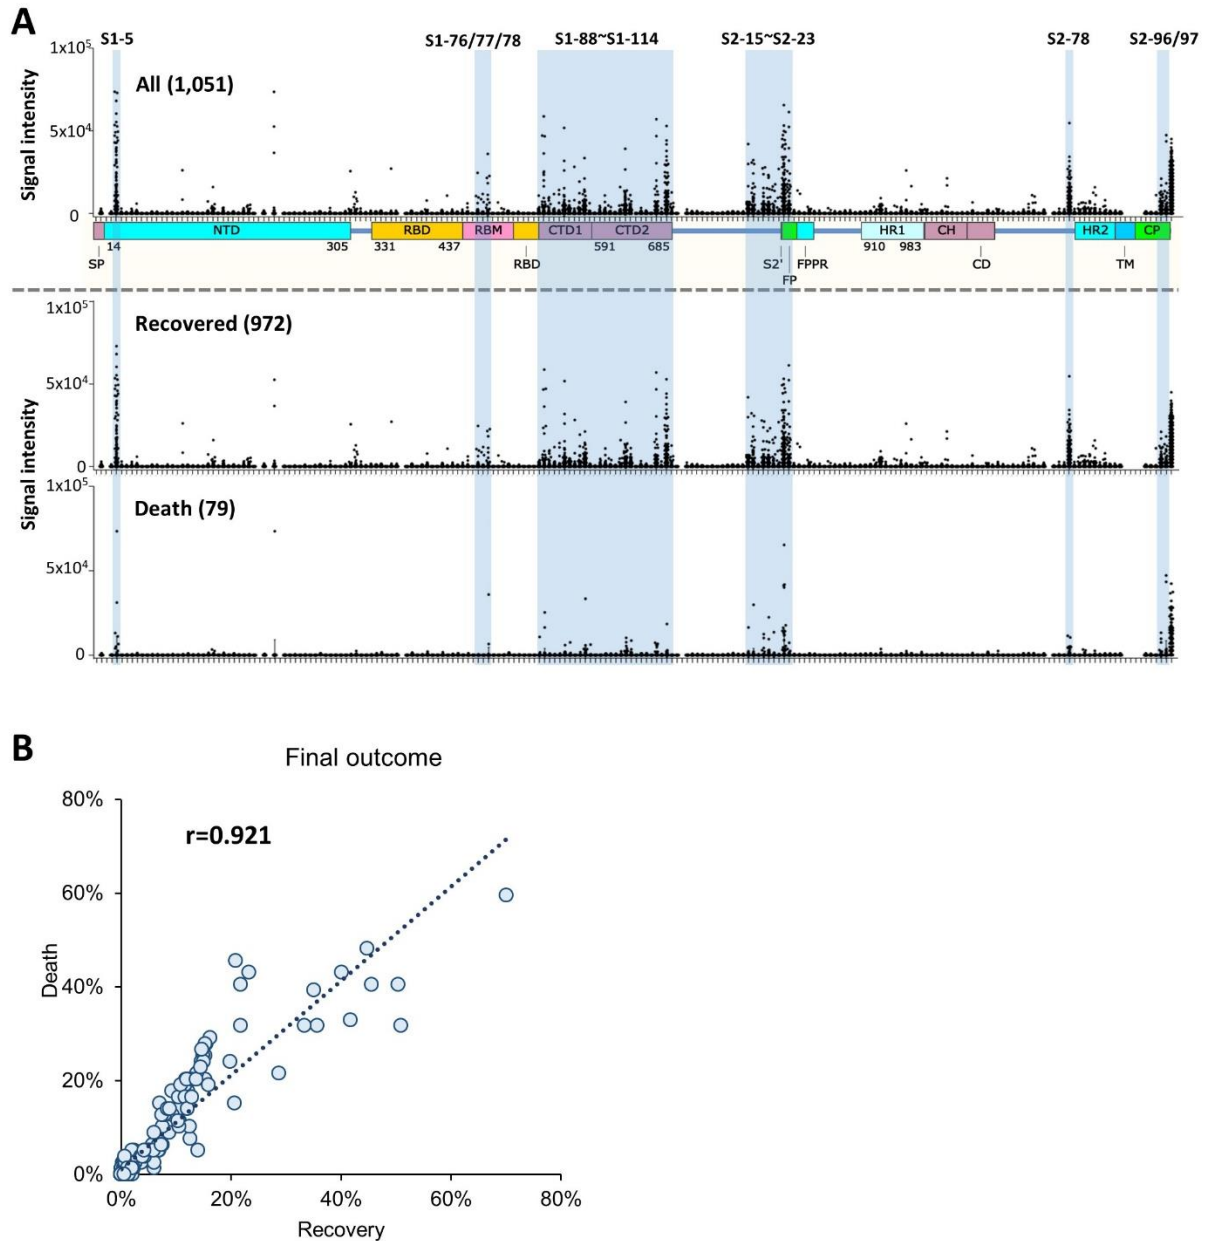 A
S1-5 S1-76/77/78 S1-88~S1-114 S2-15~S2-23 S2-78 S2-96/97
1x10⁵
All (1,051)
Signal intensity
5x10⁴
0
NTD RBD RBM CTD1 CTD2 HR1 CH HR2 CP
14 305 331 437 591 685 910 983
SP RBD S2' FPPR CD TM
FP
1x10⁵
Recovered (972)
Signal intensity
5x10⁴
0
1x10⁵
Death (79)
Signal intensity
5x10⁴
0
B
Final outcome
80%
r=0.921
60%
Death
40%
20%
0%
0% 20% 40% 60% 80%
Recovery